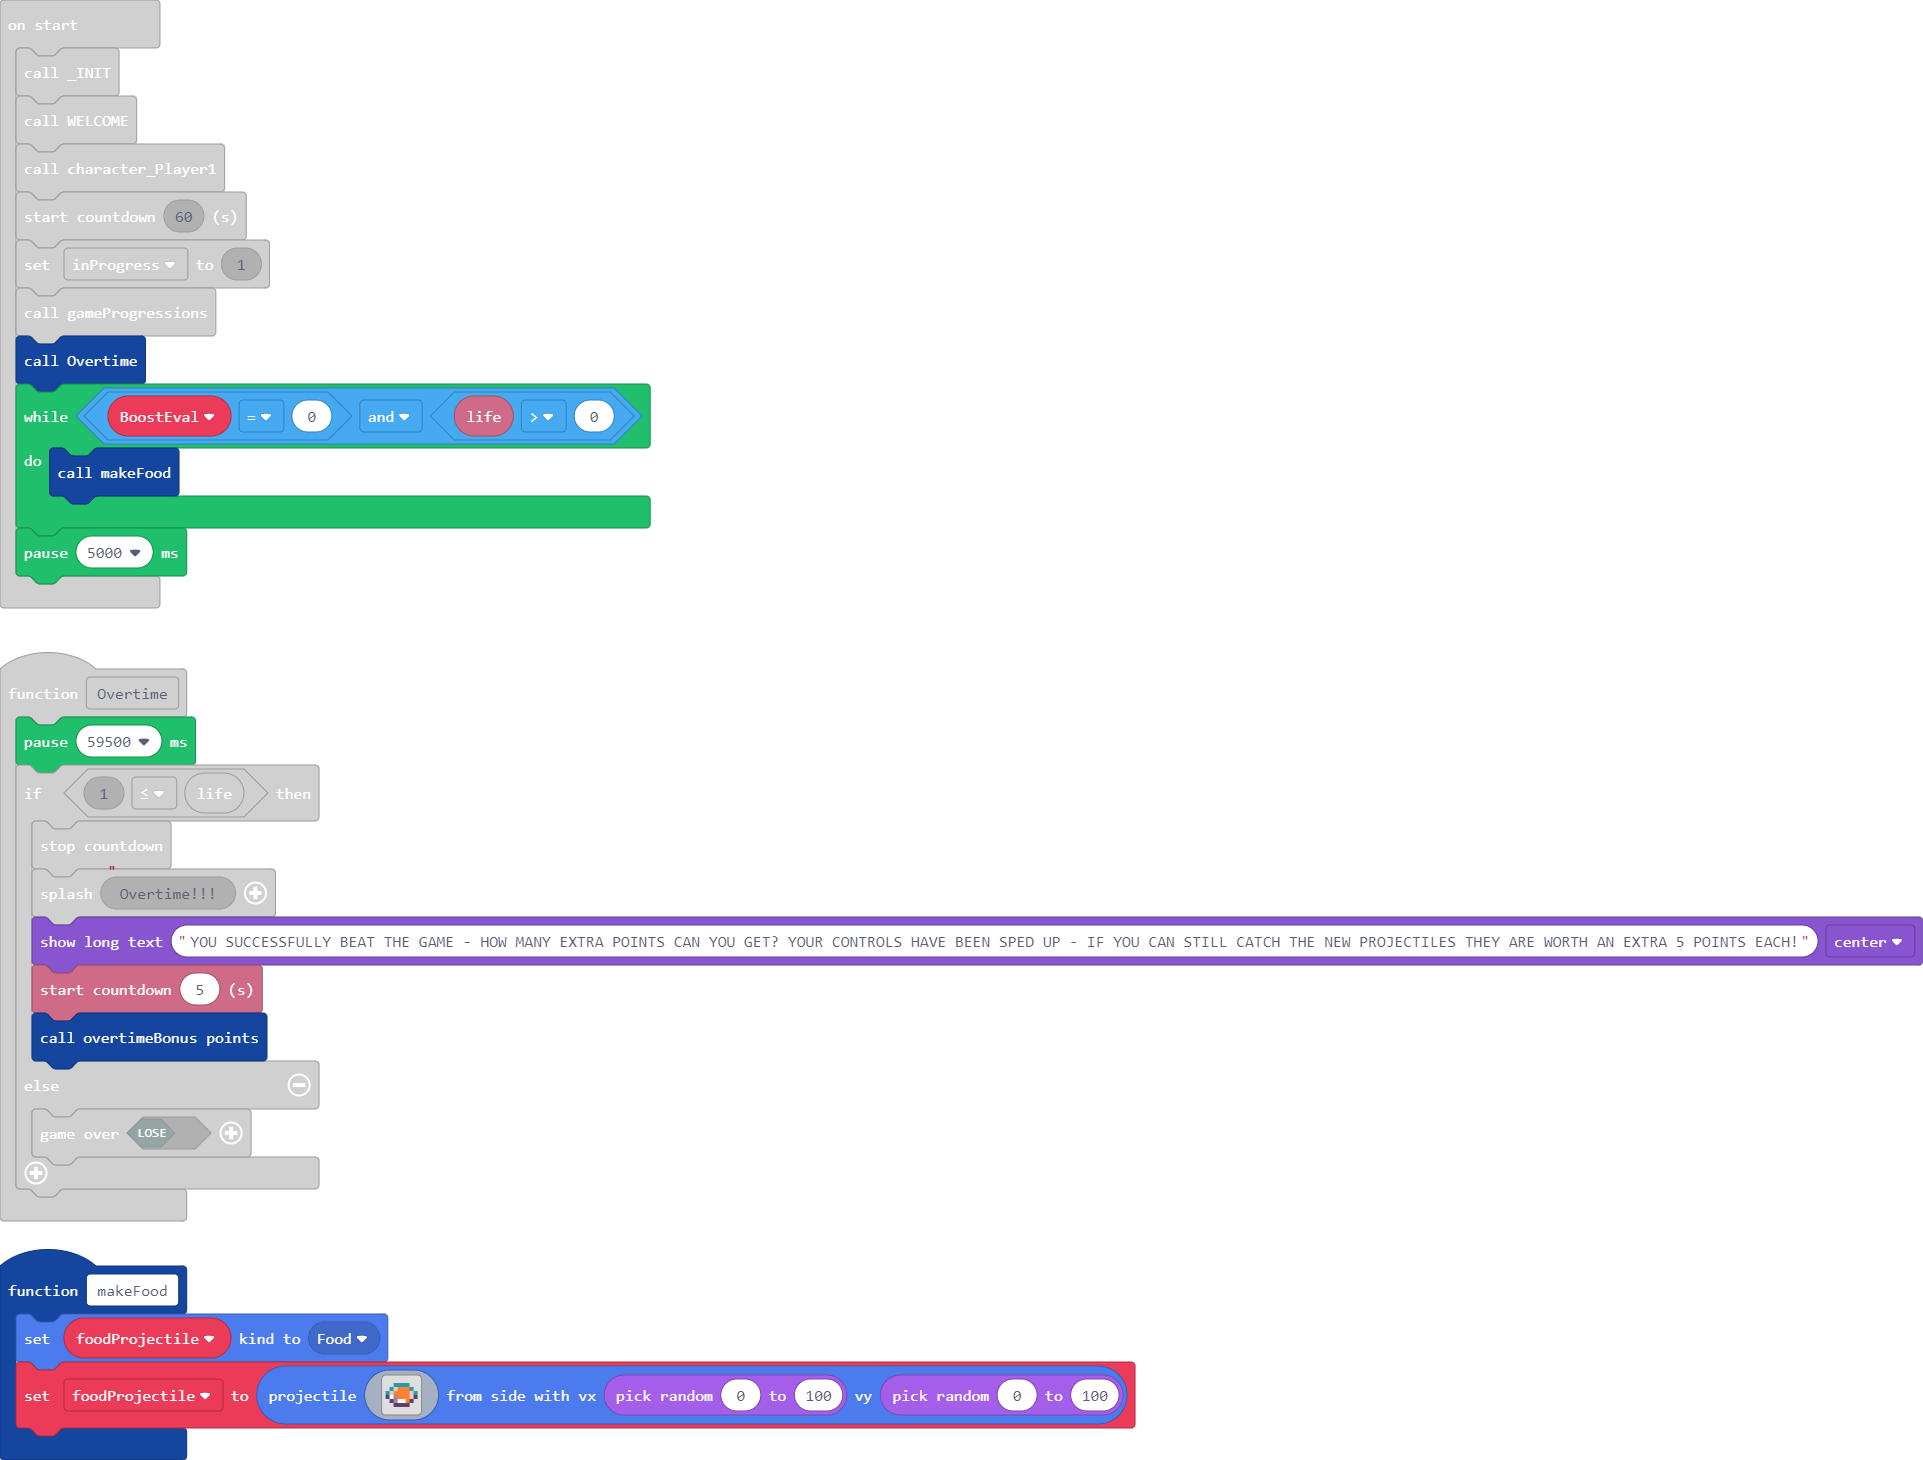 on start
call _INIT
call WELCOME
call character_Player1
start countdown 60 (s)
set inProgress to 1
call gameProgressions
call Overtime
while BoostEval = 0 and life > 0
do call makeFood
pause 5000 ms
function Overtime
pause 59500 ms
if 1 ≤ life then
stop countdown
splash "Overtime!!!
show long text "YOU SUCCESSFULLY BEAT THE GAME - HOW MANY EXTRA POINTS CAN YOU GET? YOUR CONTROLS HAVE BEEN SPED UP - IF YOU CAN STILL CATCH THE NEW PROJECTILES THEY ARE WORTH AN EXTRA 5 POINTS EACH!" center
start countdown 5 (s)
call overtimeBonus points
else
game over LOSE
function makeFood
set foodProjectile kind to Food
set foodProjectile to projectile from side with vx pick random 0 to 100 vy pick random 0 to 100